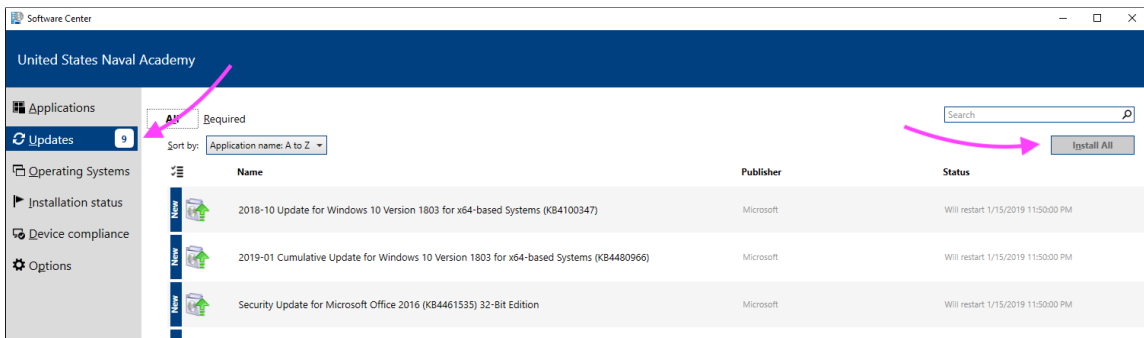 Software Center
United States Naval Academy
Applications
Updates 9
Operating Systems
Installation status
Device compliance
Options
All Required
Search
Sort by: Application name: A to Z
Install All
Name Publisher Status
New 2018-10 Update for Windows 10 Version 1803 for x64-based Systems (KB4100347) Microsoft Will restart 1/15/2019 11:50:00 PM
New 2019-01 Cumulative Update for Windows 10 Version 1803 for x64-based Systems (KB4480966) Microsoft Will restart 1/15/2019 11:50:00 PM
New Security Update for Microsoft Office 2016 (KB4461535) 32-Bit Edition Microsoft Will restart 1/15/2019 11:50:00 PM